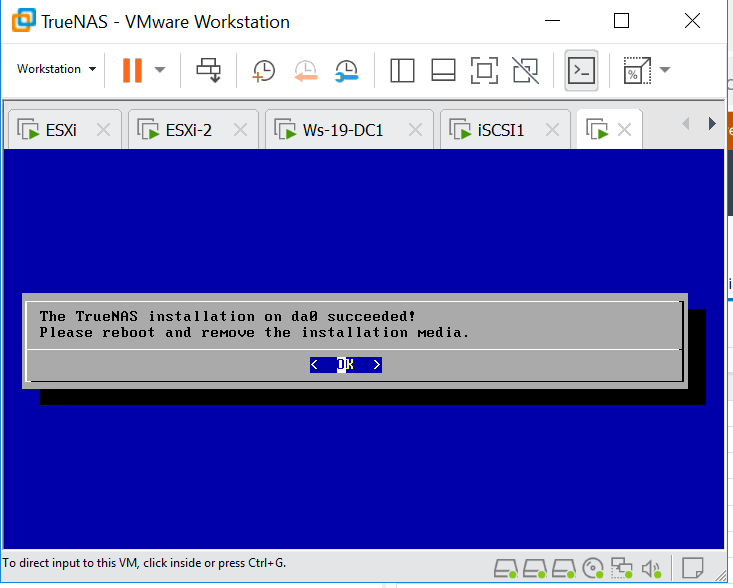 TrueNAS - VMware Workstation
Workstation
ESXi
ESXi-2
Ws-19-DC1
iSCSI1
The TrueNAS installation on da0 succeeded!
Please reboot and remove the installation media.
< OK >
To direct input to this VM, click inside or press Ctrl+G.